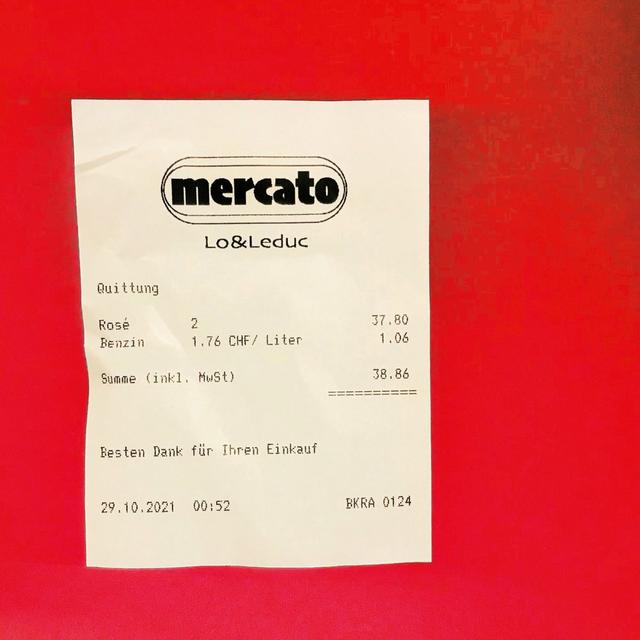 mercato
Lo&Leduc
Quittung
Rosé 2 37.80
Benzin 1.76 CHF/ Liter 1.06
Summe (inkl. MwSt) 38.86
==========
Besten Dank für Ihren Einkauf
29.10.2021 00:52 BKRA 0124